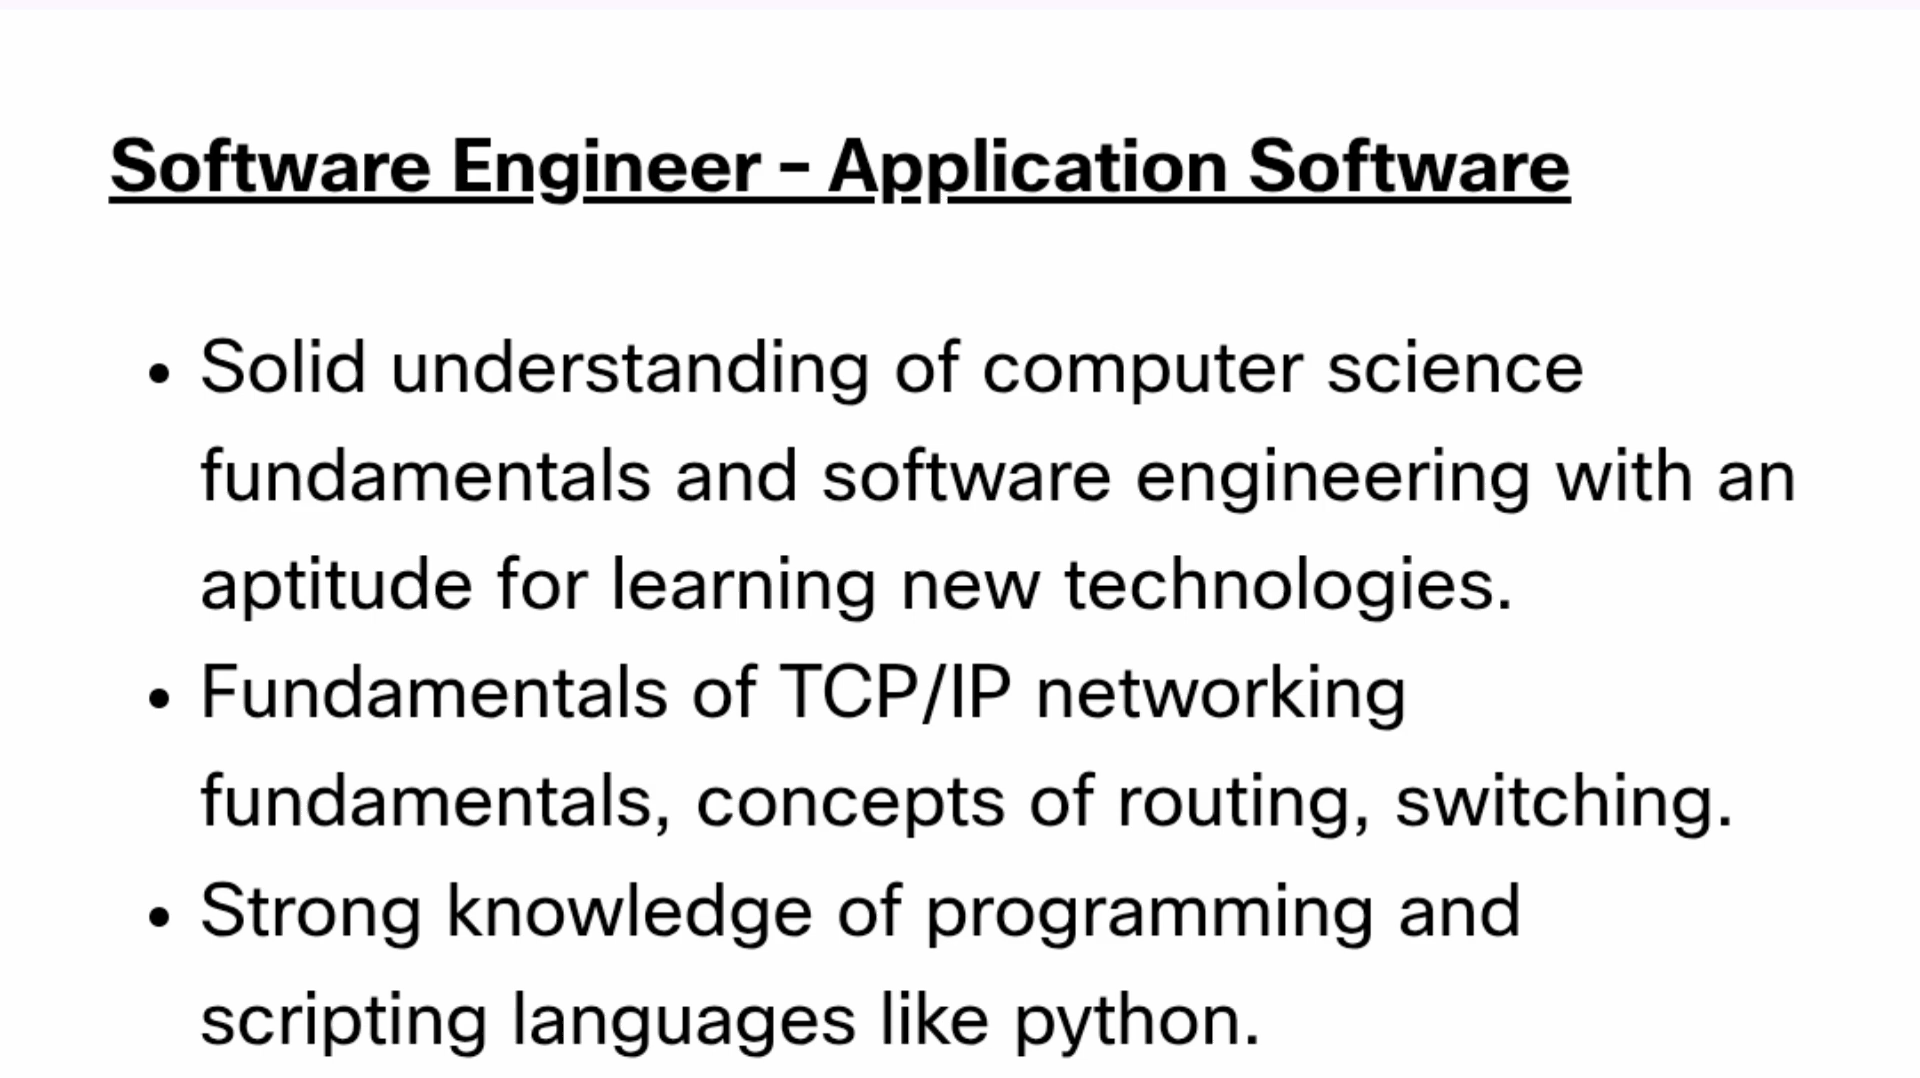 Software Engineer – Application Software
• Solid understanding of computer science
fundamentals and software engineering with an
aptitude for learning new technologies.
• Fundamentals of TCP/IP networking
fundamentals, concepts of routing, switching.
• Strong knowledge of programming and
scripting languages like python.